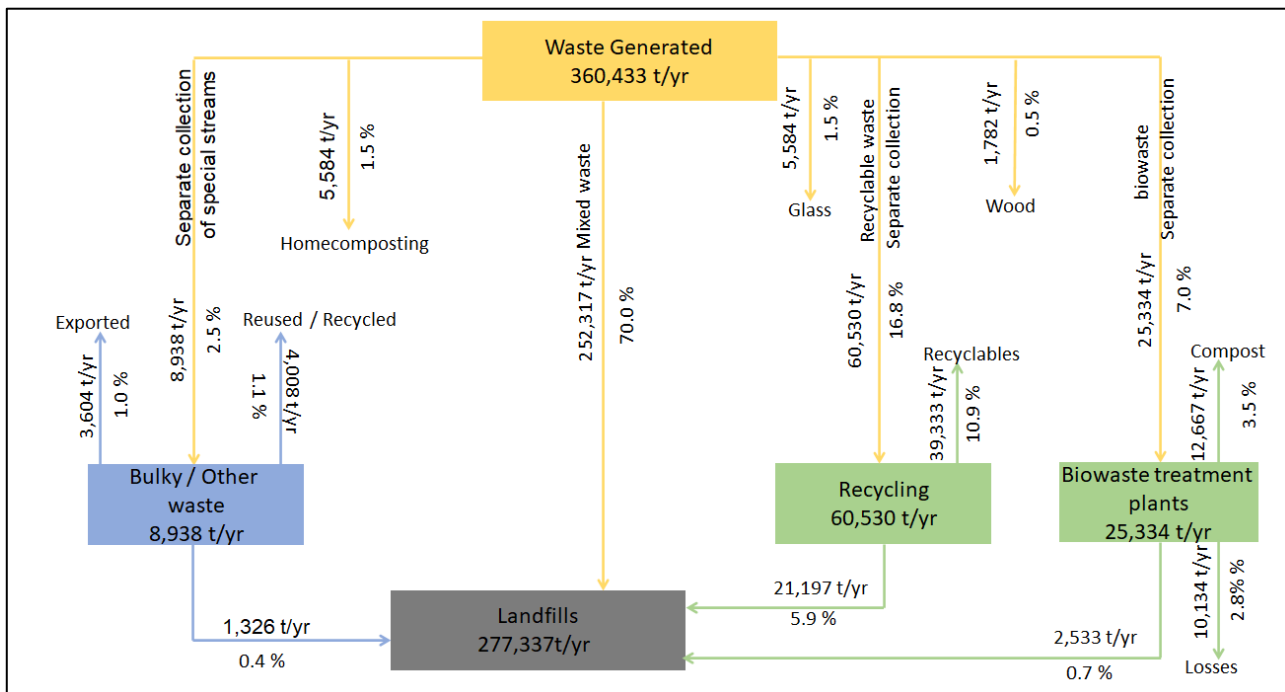 Waste Generated
360,433 t/yr
Separate collection
of special streams
8,938 t/yr
2.5 %
5,584 t/yr
1.5 %
Homecomposting
252,317 t/yr Mixed waste
70.0 %
5,584 t/yr
1.5 %
Glass
Recyclable waste
Separate collection
60,530 t/yr
16.8 %
1,782 t/yr
0.5 %
Wood
biowaste
Separate collection
25,334 t/yr
7.0 %
Exported
3,604 t/yr
1.0 %
Reused / Recycled
4,008 t/yr
1.1 %
Recyclables
39,333 t/yr
10.9 %
Compost
12,667 t/yr
3.5 %
Bulky / Other
waste
8,938 t/yr
Recycling
60,530 t/yr
Biowaste treatment
plants
25,334 t/yr
1,326 t/yr
0.4 %
Landfills
277,337t/yr
21,197 t/yr
5.9 %
2,533 t/yr
0.7 %
10,134 t/yr
2.8% %
Losses